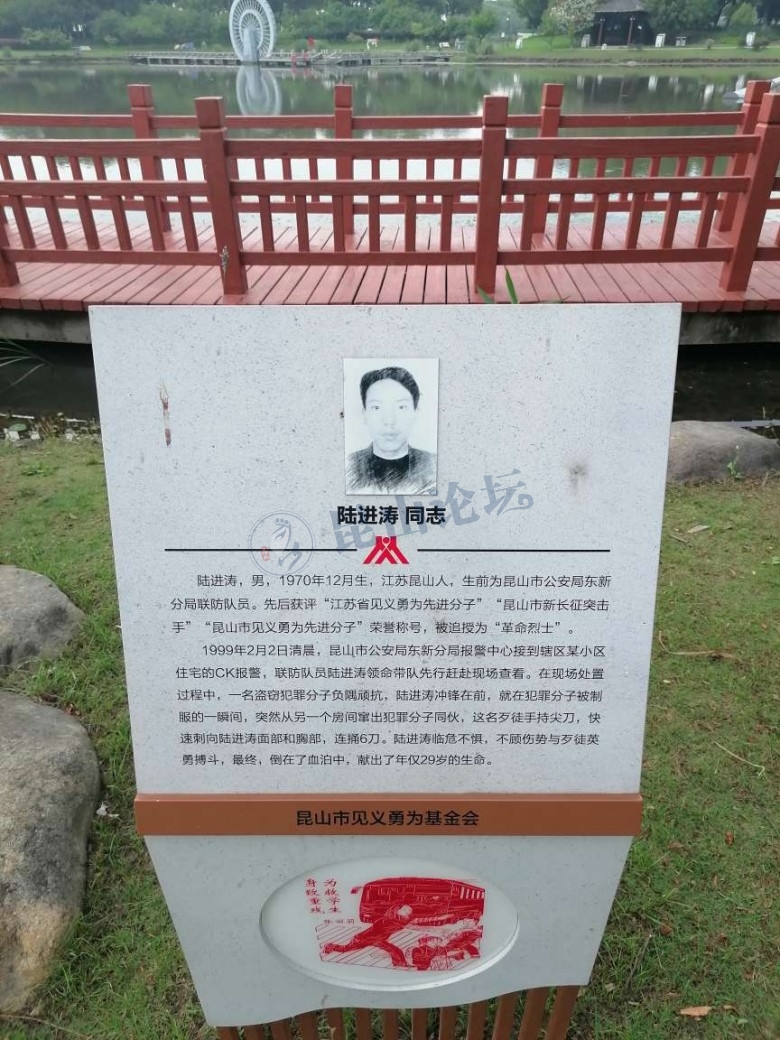 昆山论坛
陆进涛 同志
陆进涛，男，1970年12月生，江苏昆山人，生前为昆山市公安局东新
分局联防队员。先后获评“江苏省见义勇为先进分子”“昆山市新长征突击
手”“昆山市见义勇为先进分子”荣誉称号，被追授为“革命烈士”。
1999年2月2日清晨，昆山市公安局东新分局报警中心接到辖区某小区
住宅的CK报警，联防队员陆进涛领命带队先行赶赴现场查看。在现场处置
过程中，一名盗窃犯罪分子负隅顽抗，陆进涛冲锋在前，就在犯罪分子被制
服的一瞬间，突然从另一个房间窜出犯罪分子同伙，这名歹徒手持尖刀，快
速刺向陆进涛面部和胸部，连捅6刀。陆进涛临危不惧，不顾伤势与歹徒英
勇搏斗，最终，倒在了血泊中，献出了年仅29岁的生命。
昆山市见义勇为基金会
为救学生
身致重残